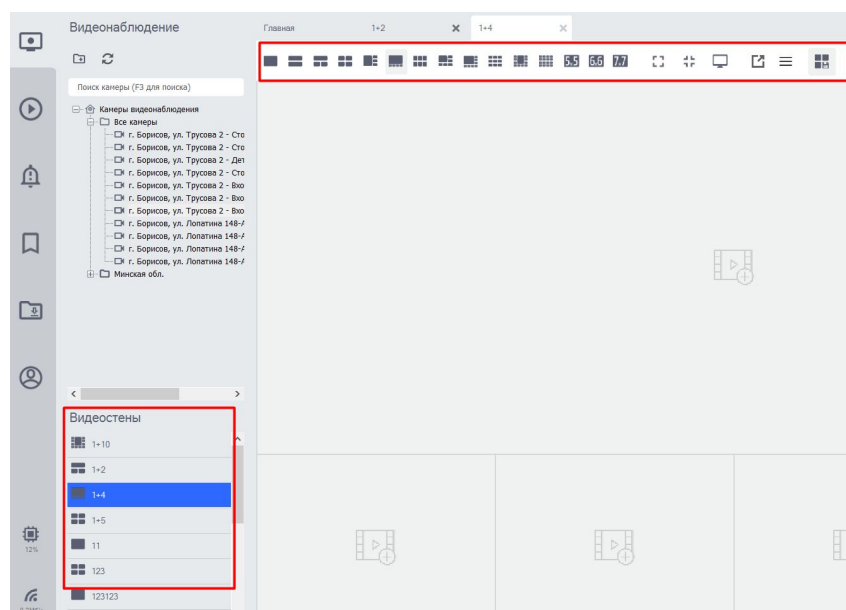 Видеонаблюдение
Главная
1+2
1+4
5.5 6.6 7.7
Поиск камеры (F3 для поиска)
Камеры видеонаблюдения
Все камеры
г. Борисов, ул. Трусова 2 - Сто
г. Борисов, ул. Трусова 2 - Сто
г. Борисов, ул. Трусова 2 - Дет
г. Борисов, ул. Трусова 2 - Сто
г. Борисов, ул. Трусова 2 - Вхо
г. Борисов, ул. Трусова 2 - Вхо
г. Борисов, ул. Трусова 2 - Вхо
г. Борисов, ул. Лопатина 148-А
г. Борисов, ул. Лопатина 148-А
г. Борисов, ул. Лопатина 148-А
г. Борисов, ул. Лопатина 148-А
Минская обл.
Видеостены
1+10
1+2
1+4
1+5
11
123
123123
12%